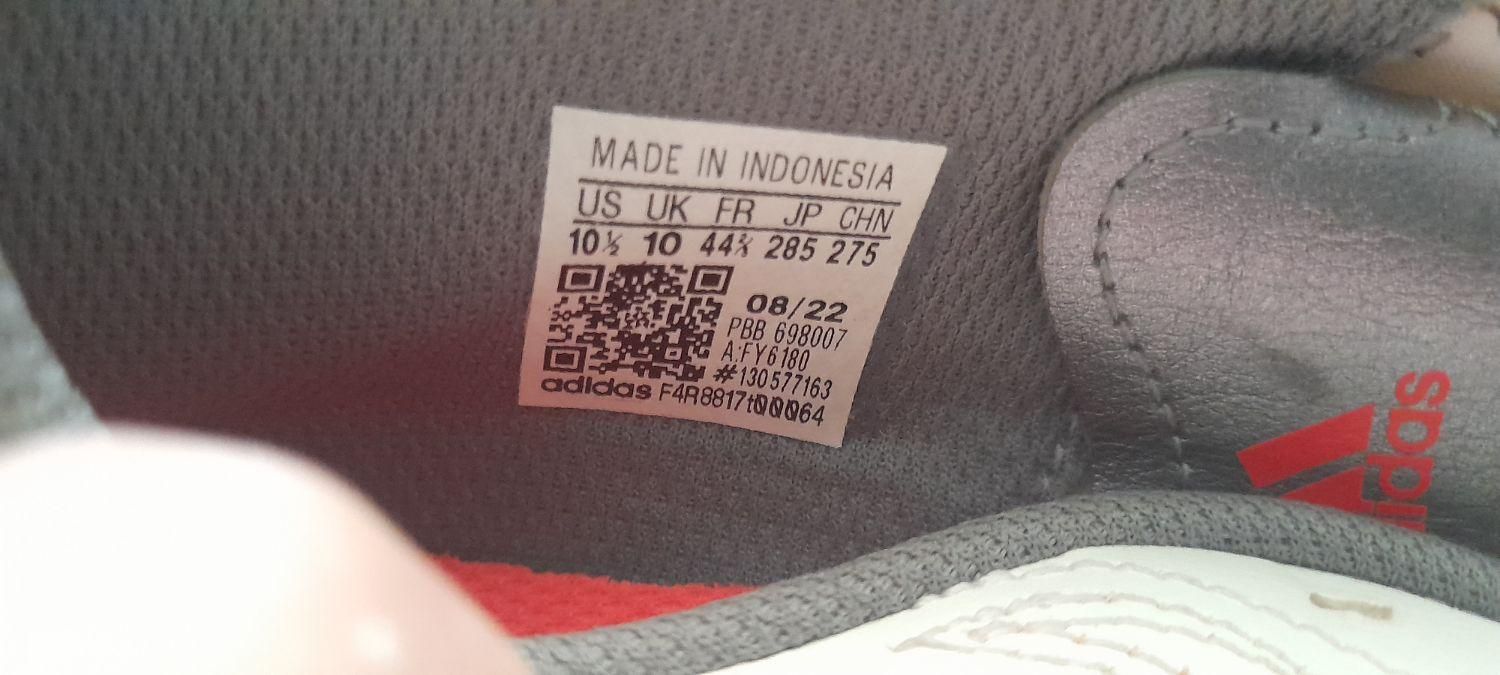 MADE IN INDONESIA
US UK FR JP CHN
10½ 10 44⅔ 285 275
08/22
PBB 698007
A:FY6180
#130577163
adidas F4R8817t00064
adidas